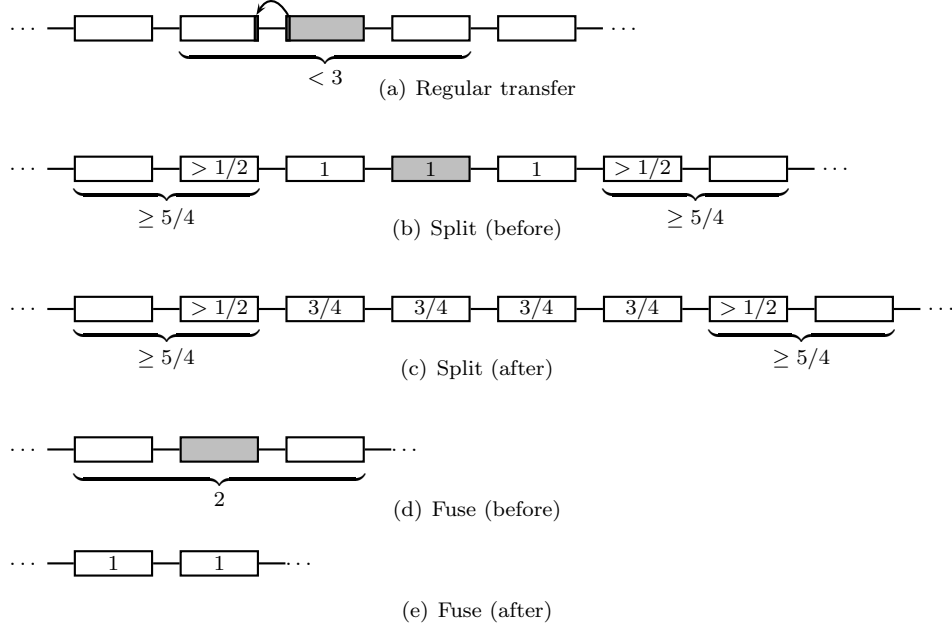 ... ...
< 3
(a) Regular transfer
... > 1/2 1 1 1 > 1/2 ...
≥ 5/4 ≥ 5/4
(b) Split (before)
... > 1/2 3/4 3/4 3/4 3/4 > 1/2 ...
≥ 5/4 ≥ 5/4
(c) Split (after)
... ...
2
(d) Fuse (before)
... 1 1 ...
(e) Fuse (after)